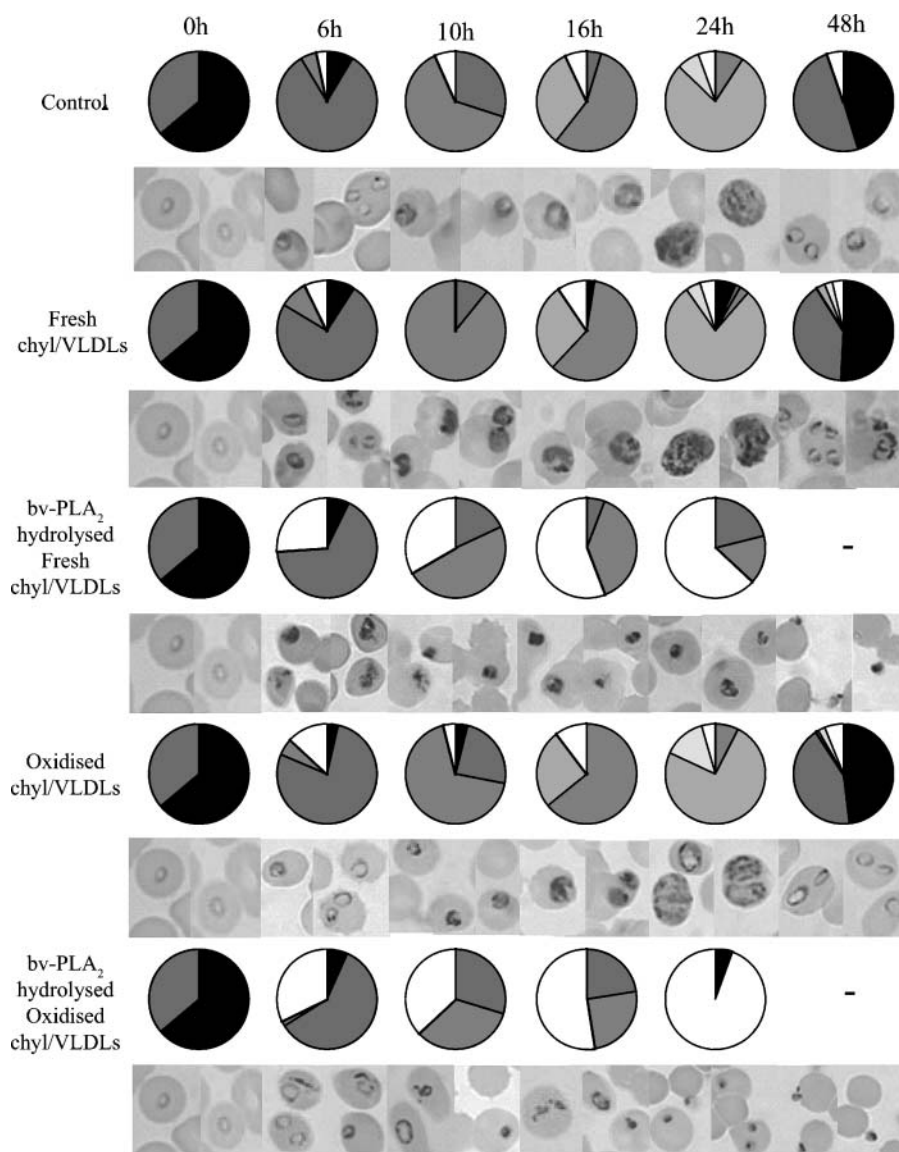 0h 6h 10h 16h 24h 48h
Control
Fresh
chyl/VLDLs
bv-PLA₂
hydrolysed
Fresh
chyl/VLDLs
-
Oxidised
chyl/VLDLs
bv-PLA₂
hydrolysed
Oxidised
chyl/VLDLs
-